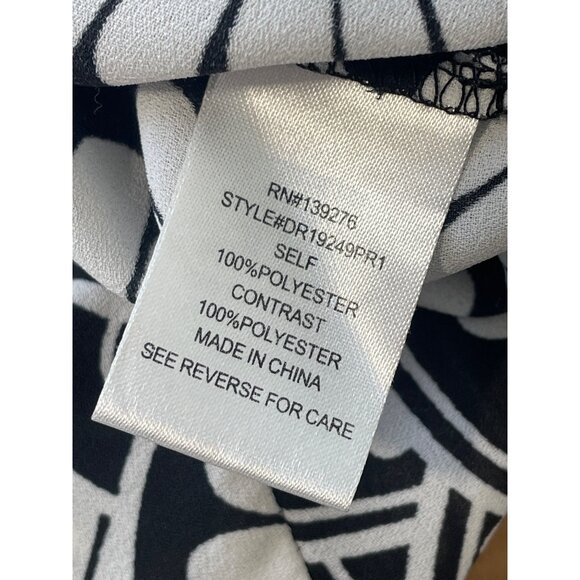 RN#139276
STYLE#DR19249PR1
SELF
100%POLYESTER
CONTRAST
100%POLYESTER
MADE IN CHINA
SEE REVERSE FOR CARE